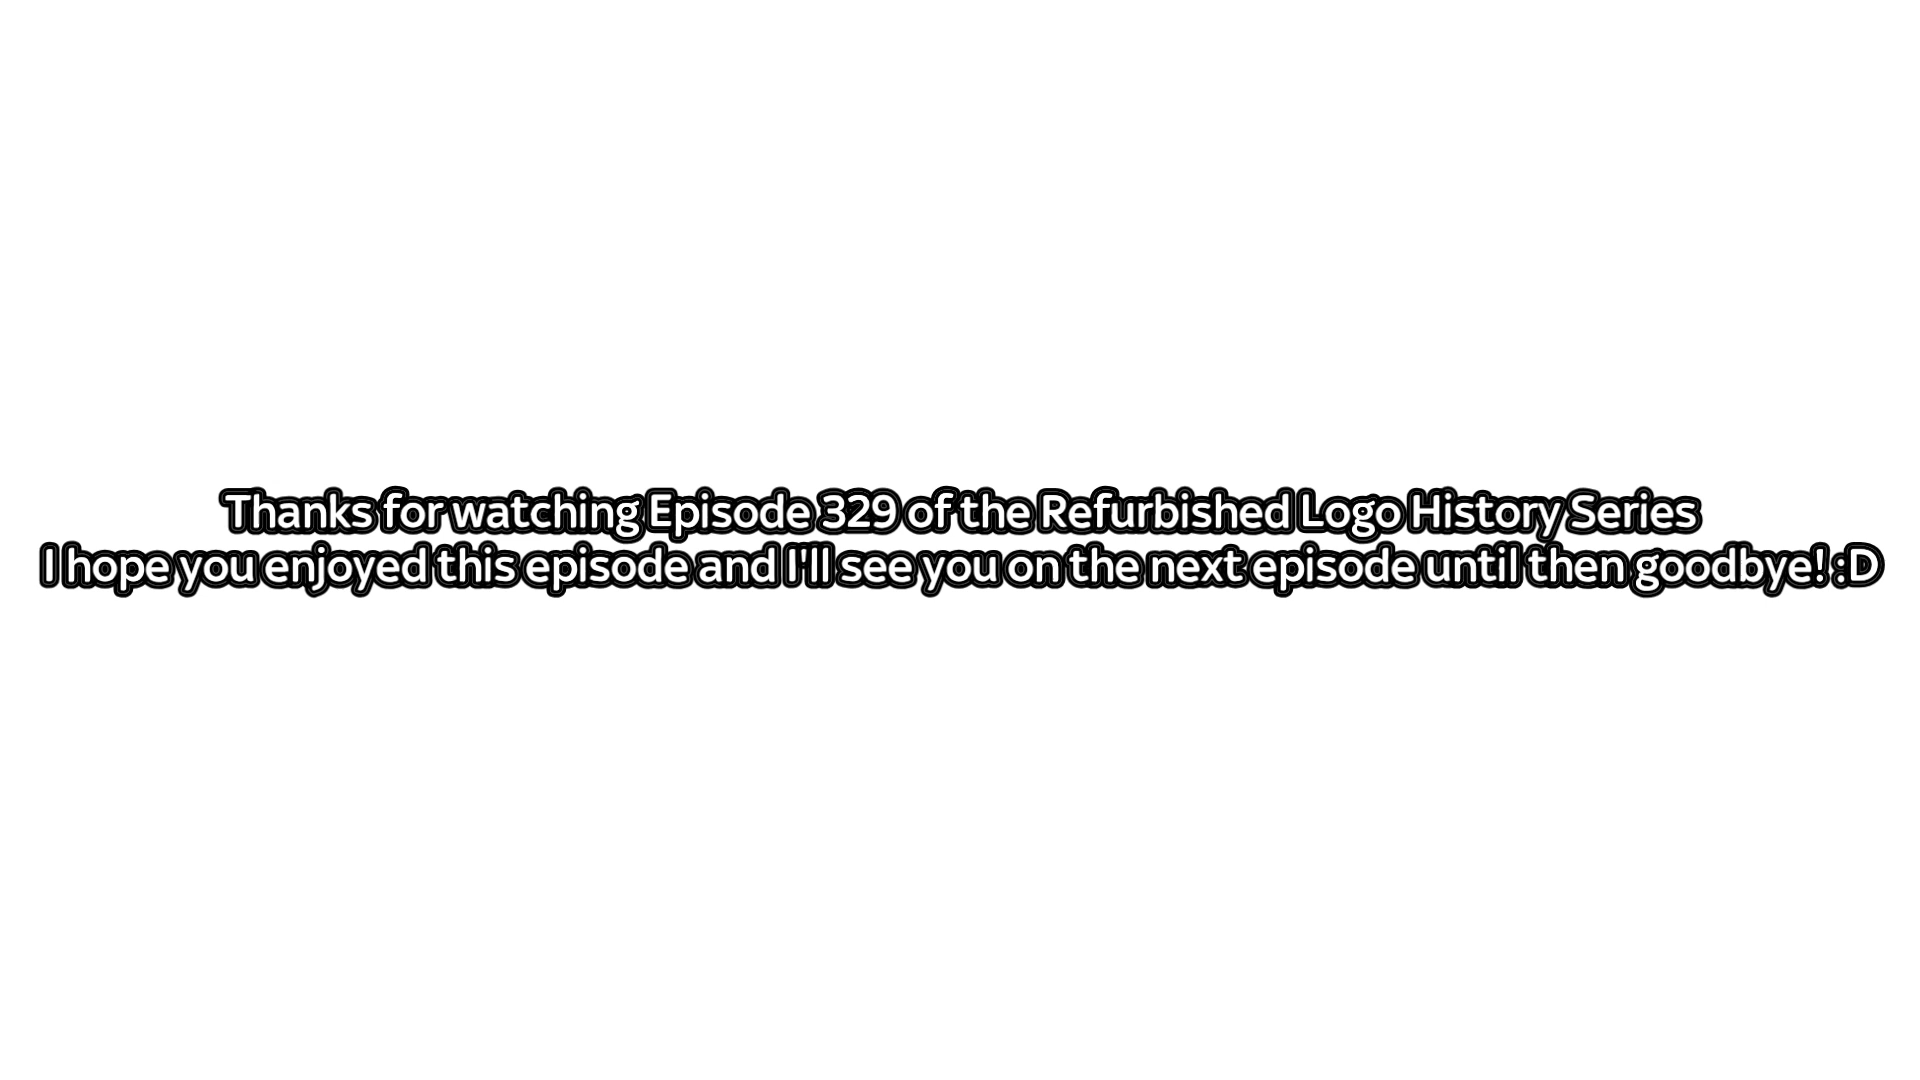 Thanks for watching Episode 329 of the Refurbished Logo History Series
I hope you enjoyed this episode and I'll see you on the next episode until then goodbye! :D